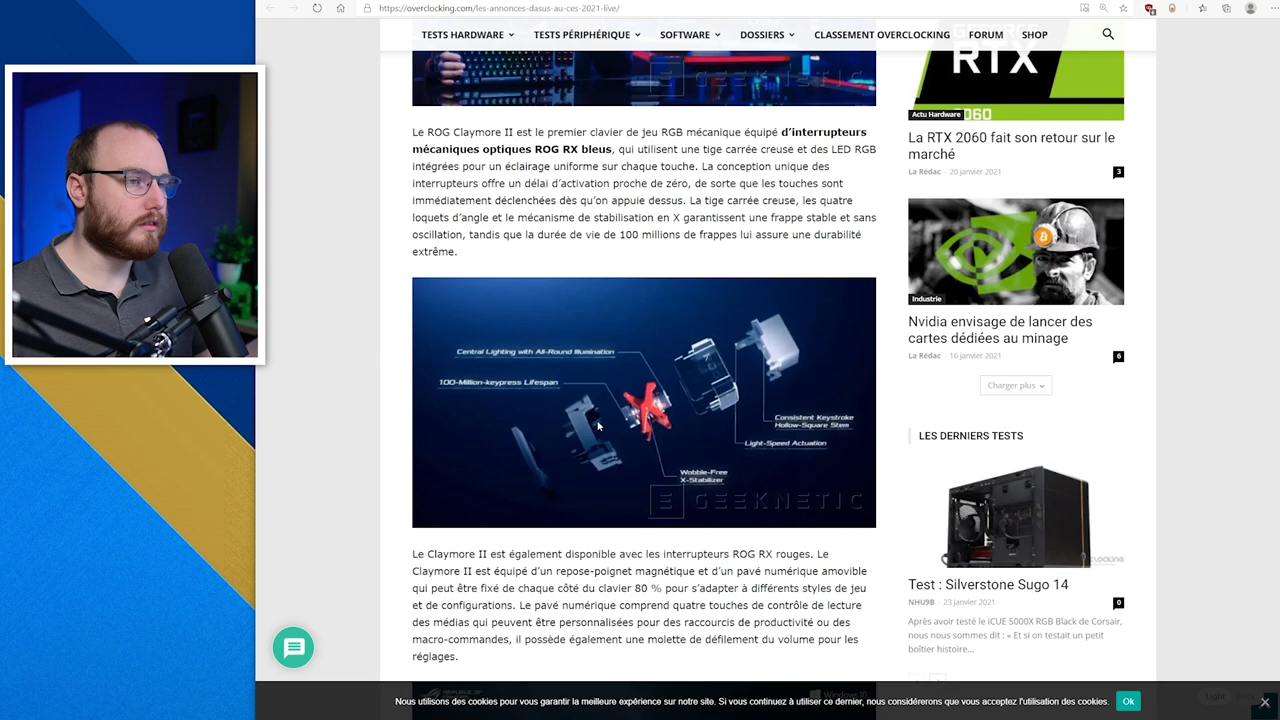 https://overclocking.com/les-annonces-dasus-au-ces-2021-live/
TESTS HARDWARE
TESTS PÉRIPHÉRIQUE
SOFTWARE
DOSSIERS
CLASSEMENT OVERCLOCKING
FORUM
SHOP
GEEKNETIC
Le ROG Claymore II est le premier clavier de jeu RGB mécanique équipé d’interrupteurs
mécaniques optiques ROG RX bleus, qui utilisent une tige carrée creuse et des LED RGB
intégrées pour un éclairage uniforme sur chaque touche. La conception unique des
interrupteurs offre un délai d’activation proche de zéro, de sorte que les touches sont
immédiatement déclenchées dès qu’on appuie dessus. La tige carrée creuse, les quatre
loquets d’angle et le mécanisme de stabilisation en X garantissent une frappe stable et sans
oscillation, tandis que la durée de vie de 100 millions de frappes lui assure une durabilité
extrême.
Central Lighting with All-Round Illumination
100-Million-keypress Lifespan
Consistent Keystroke
Hollow-Square Stem
Light-Speed Actuation
Wobble-Free
X-Stabilizer
GEEKNETIC
Le Claymore II est également disponible avec les interrupteurs ROG RX rouges. Le
Claymore II est équipé d’un repose-poignet magnétique et d’un pavé numérique amovible
qui peut être fixé de chaque côté du clavier 80 % pour s’adapter à différents styles de jeu
et de configurations. Le pavé numérique comprend quatre touches de contrôle de lecture
des médias qui peuvent être personnalisées pour des raccourcis de productivité ou des
macro-commandes, il possède également une molette de défilement du volume pour les
réglages.
RTX
2060
Actu Hardware
La RTX 2060 fait son retour sur le
marché
La Rédac - 20 janvier 2021
3
Industrie
Nvidia envisage de lancer des
cartes dédiées au minage
La Rédac - 16 janvier 2021
6
Charger plus
LES DERNIERS TESTS
Test : Silverstone Sugo 14
NHU9B - 23 janvier 2021
0
Après avoir testé le iCUE 5000X RGB Black de Corsair,
nous nous sommes dit : « Et si on testait un petit
boîtier histoire...
Windows 10
Light
Nous utilisons des cookies pour vous garantir la meilleure expérience sur notre site. Si vous continuez à utiliser ce dernier, nous considérerons que vous acceptez l'utilisation des cookies.
Ok